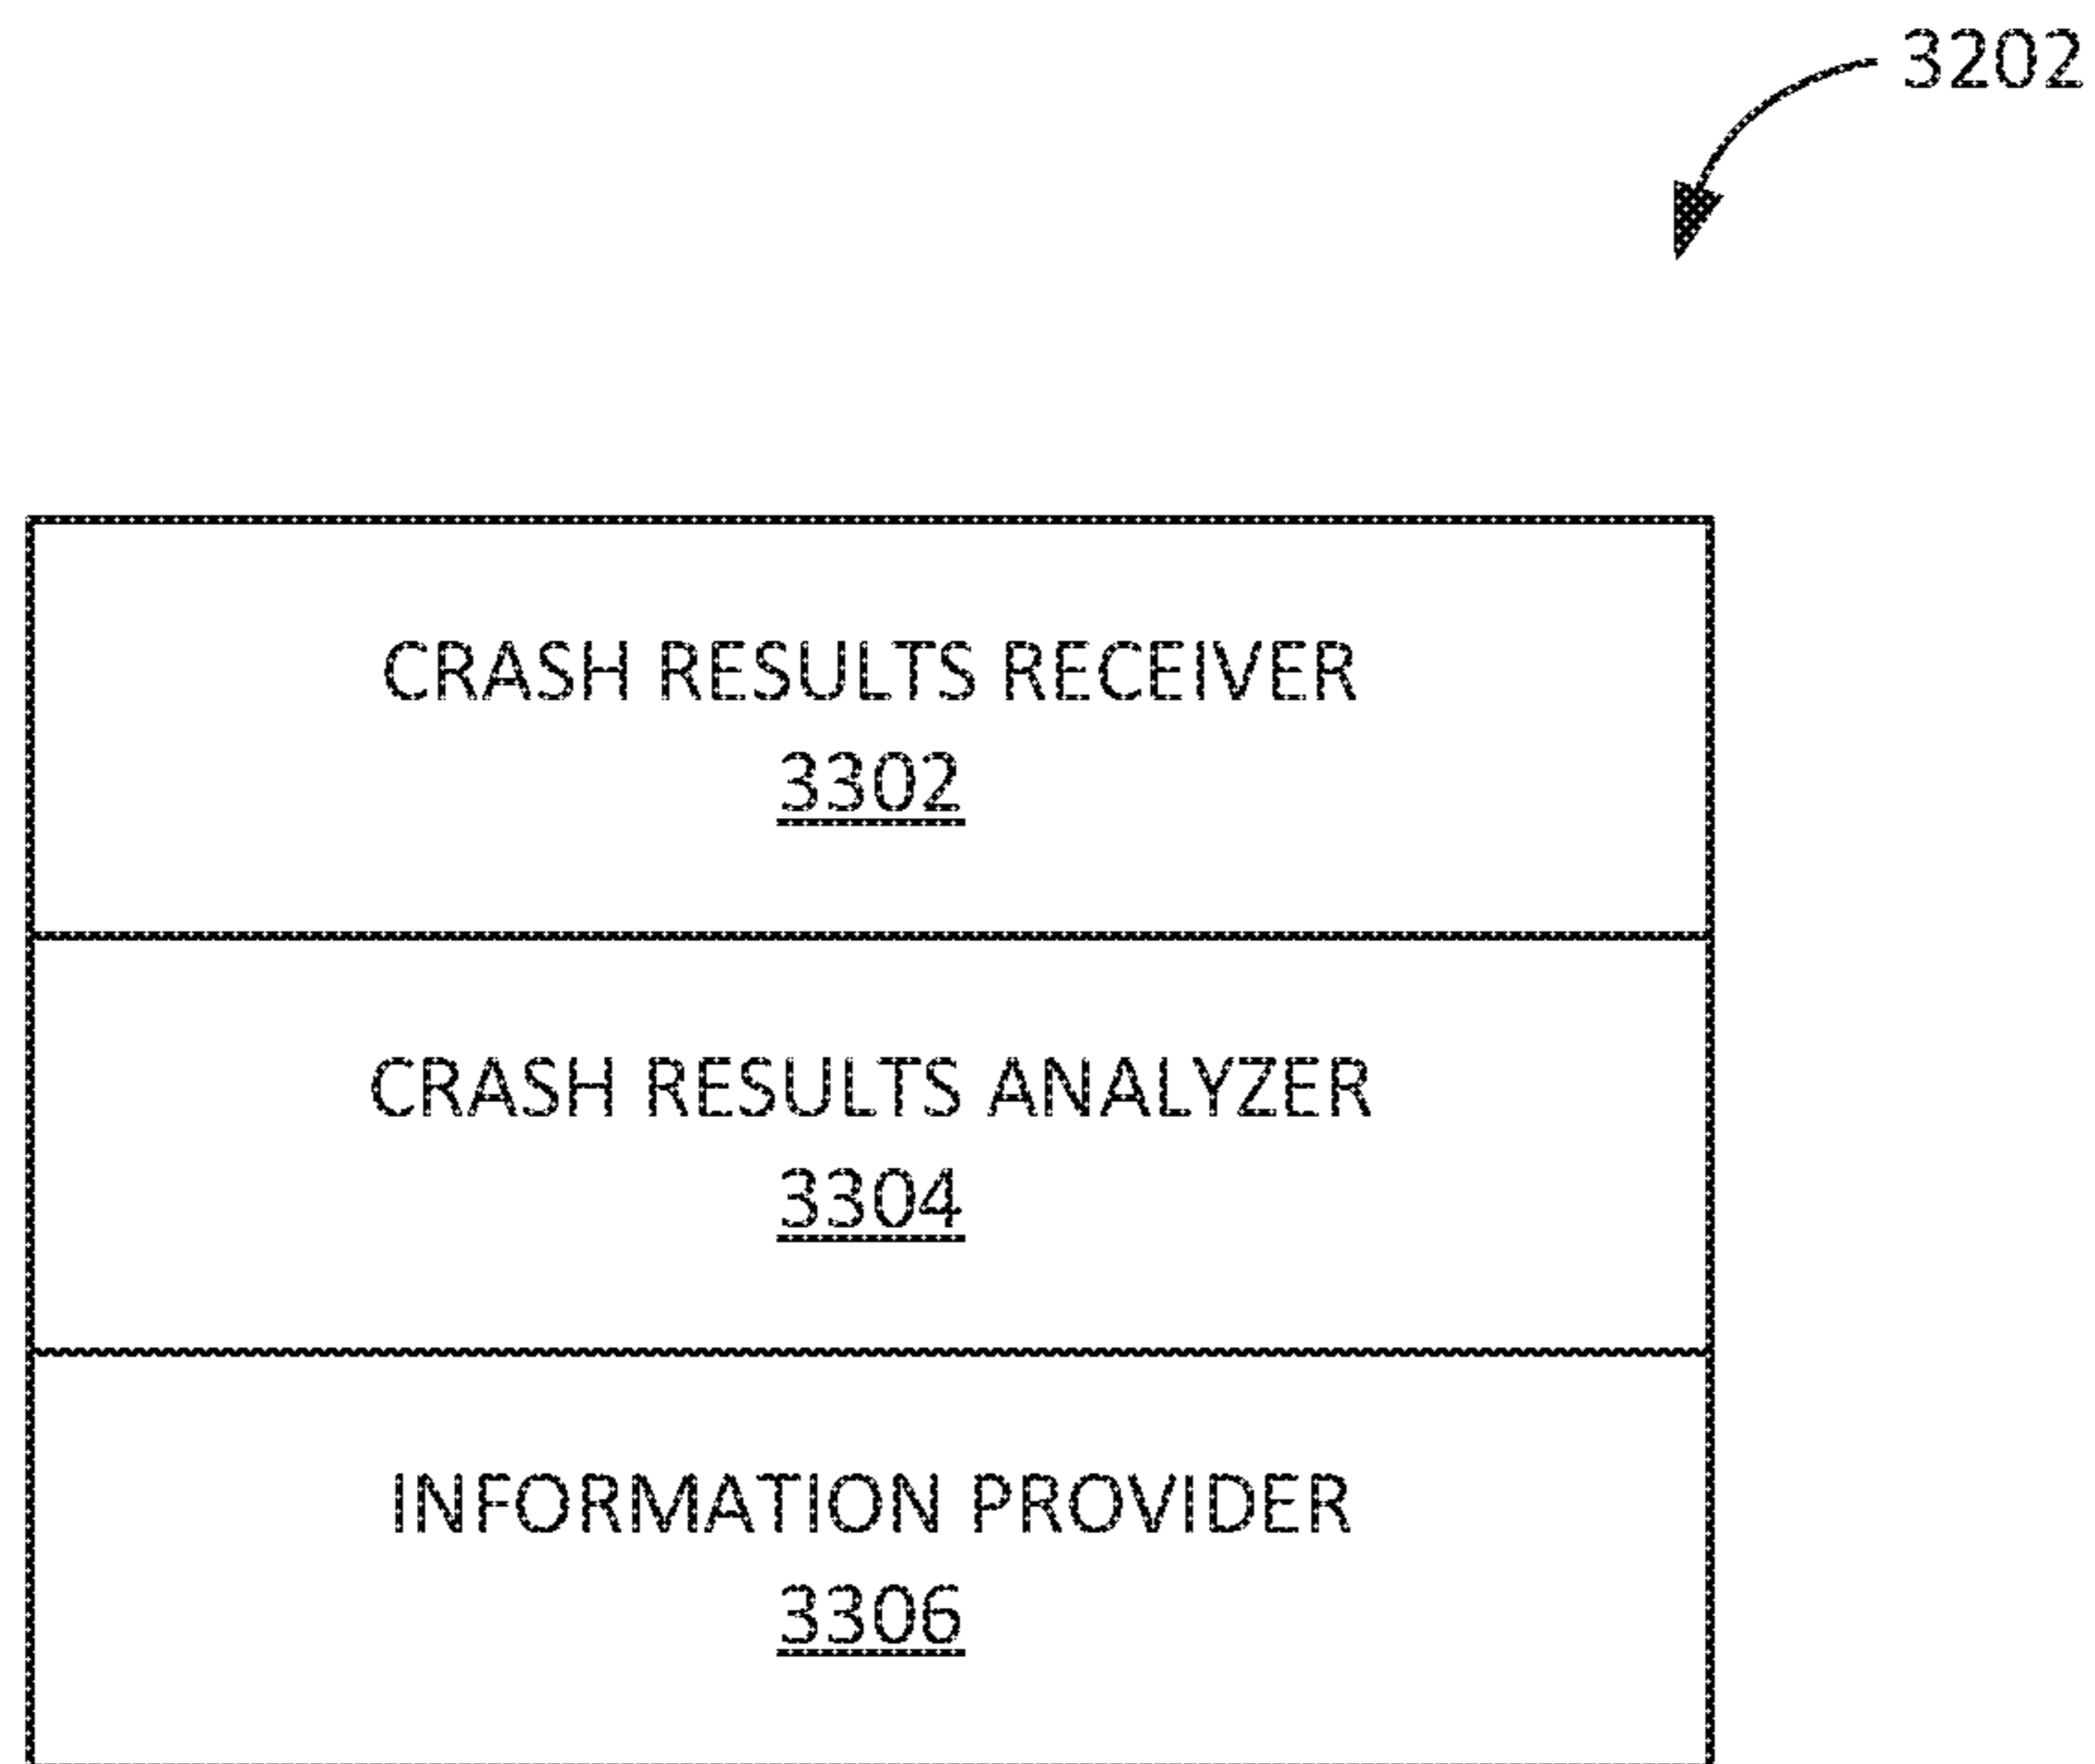 3202
CRASH RESULTS RECEIVER
3302
CRASH RESULTS ANALYZER
3304
INFORMATION PROVIDER
3306